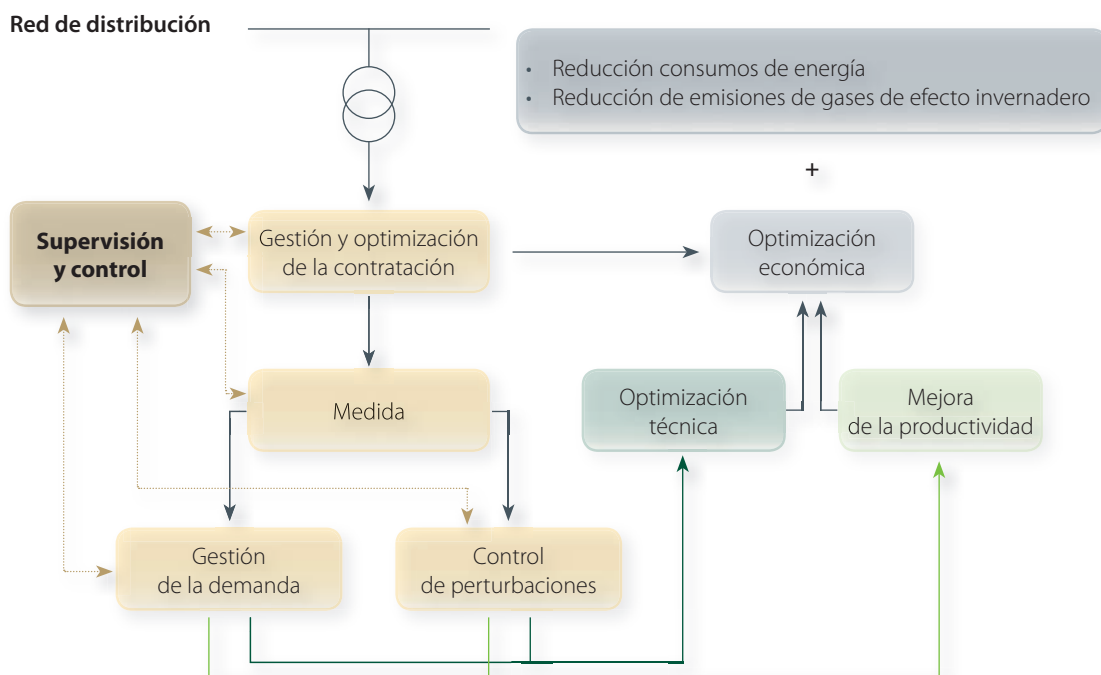 Red de distribución
• Reducción consumos de energía
• Reducción de emisiones de gases de efecto invernadero
+
Supervisión
y control
Gestión y optimización
de la contratación
Optimización
económica
Medida
Optimización
técnica
Mejora
de la productividad
Gestión
de la demanda
Control
de perturbaciones